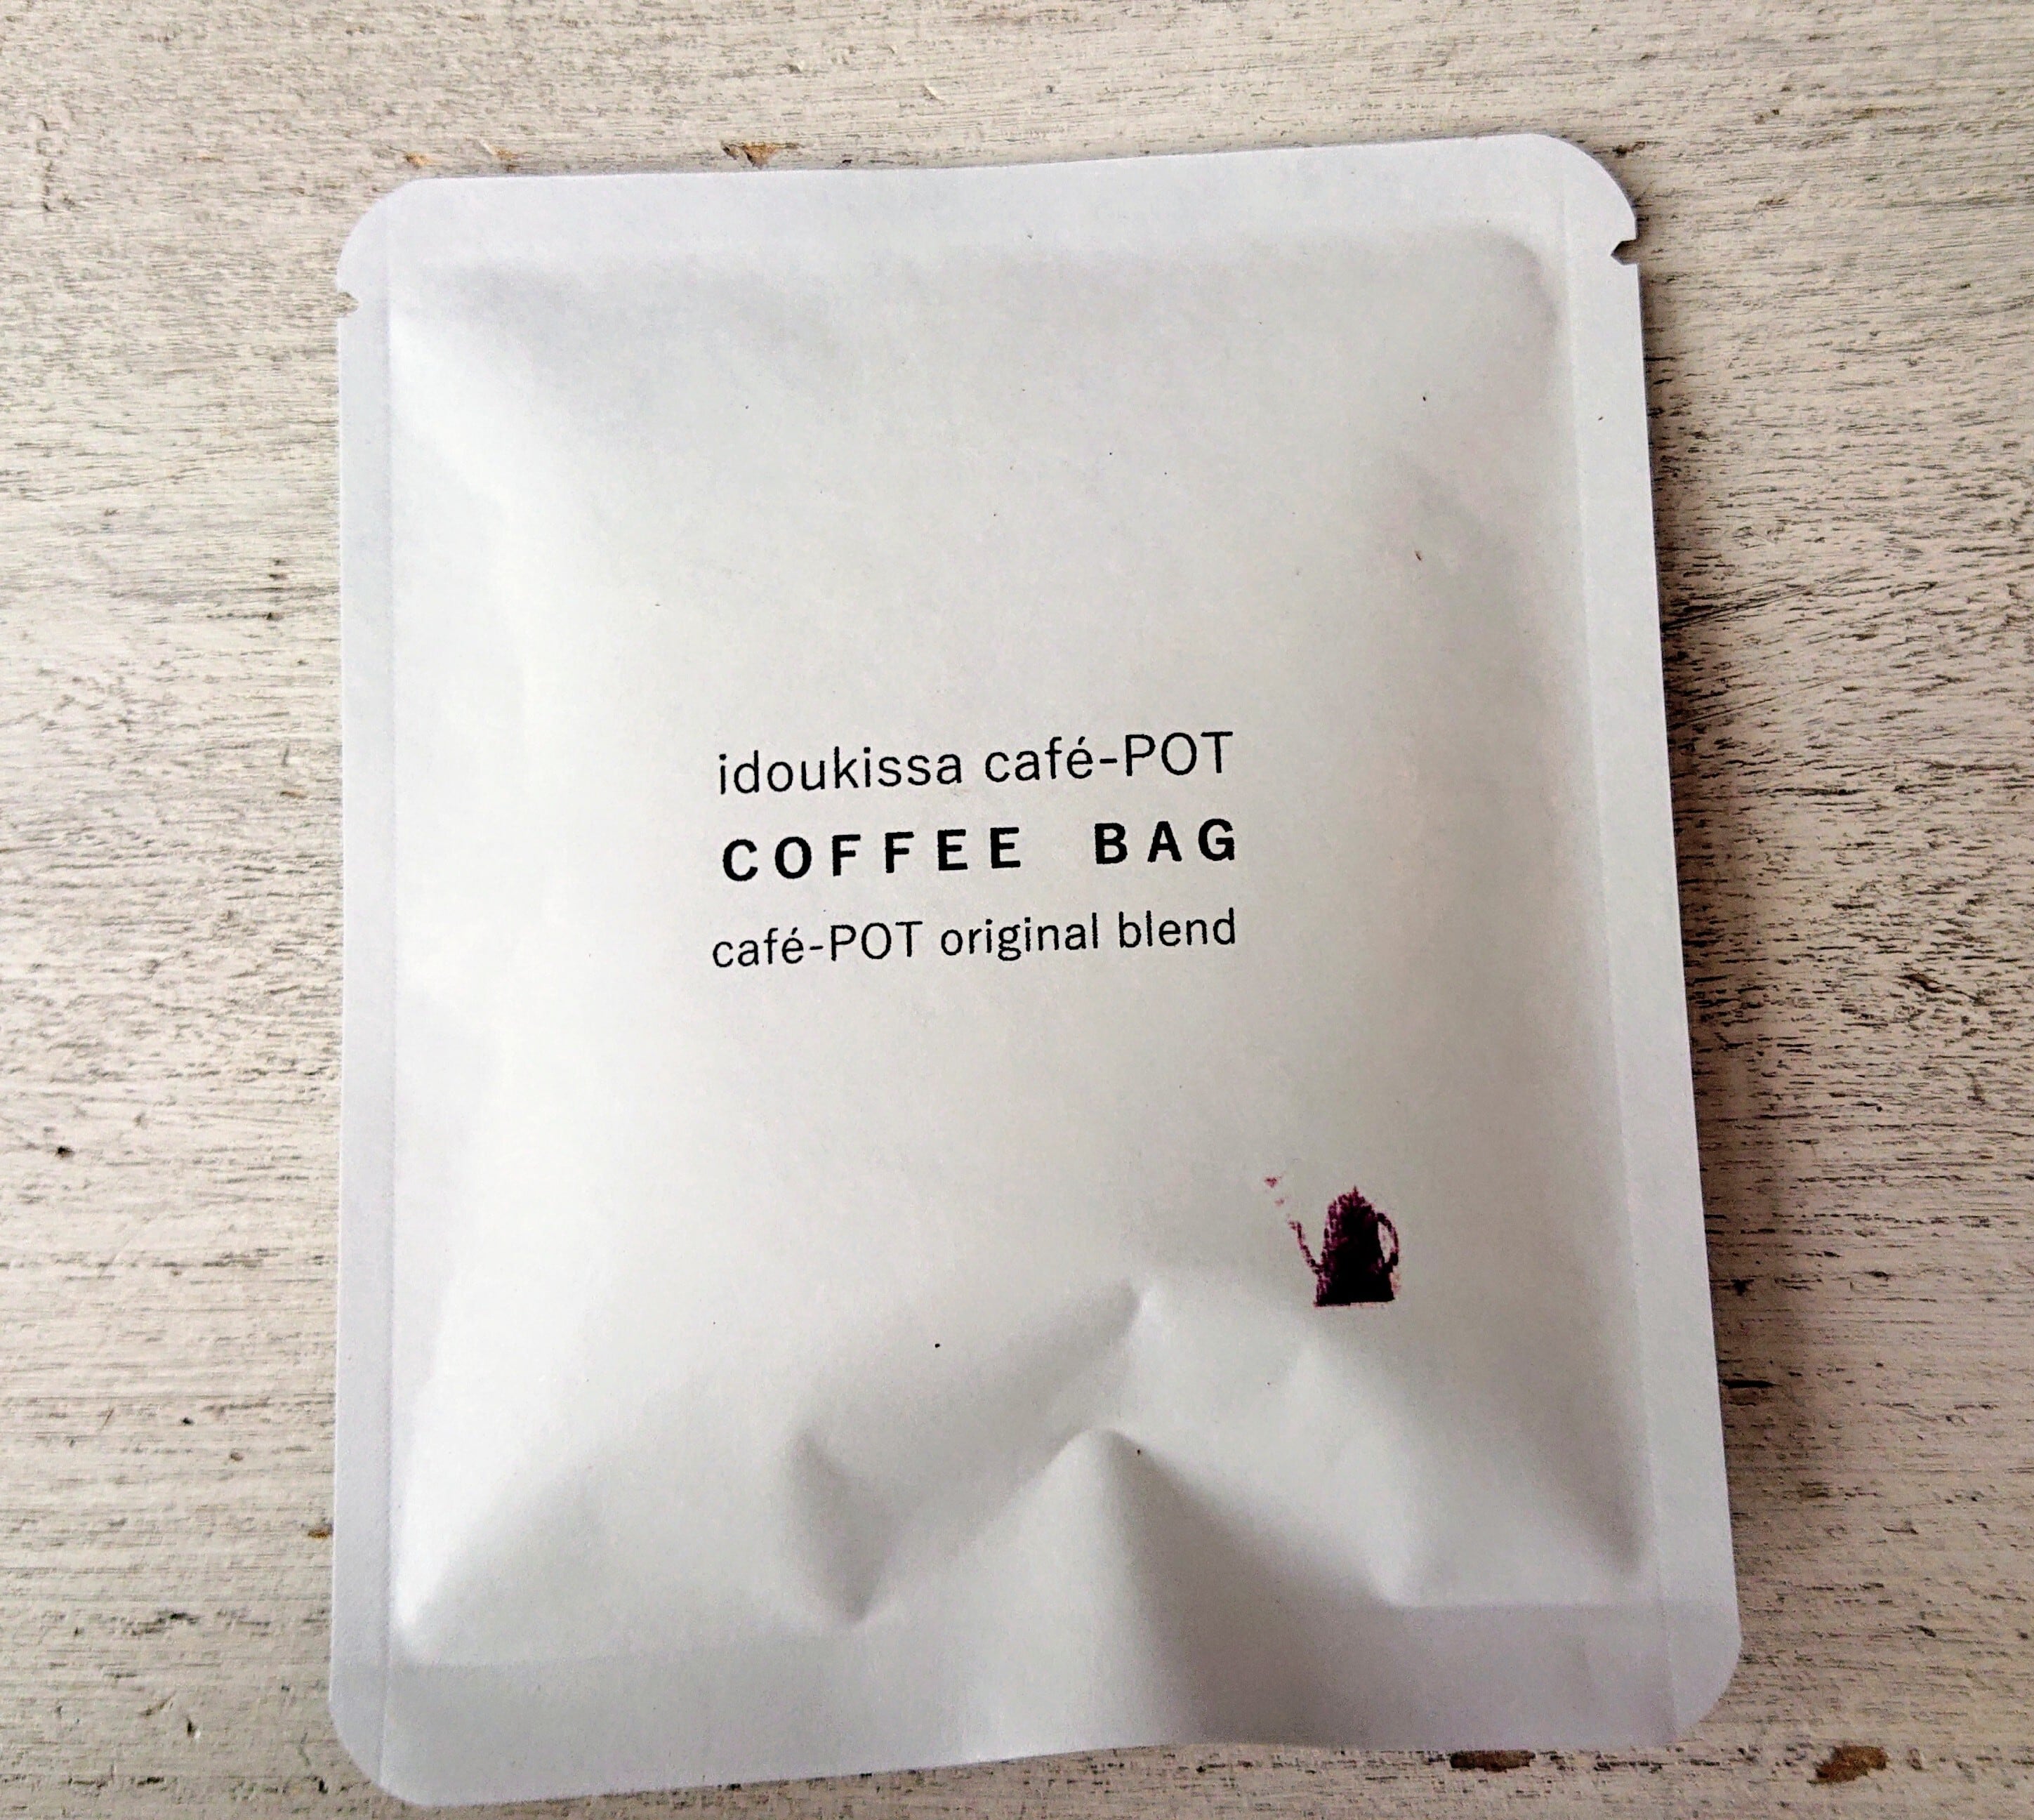 idoukissa café-POT
COFFEE BAG
café-POT original blend